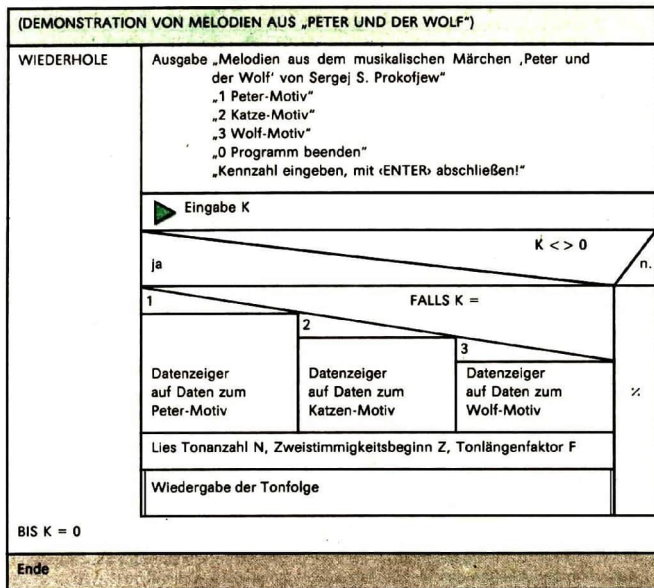 (DEMONSTRATION VON MELODIEN AUS „PETER UND DER WOLF“)
WIEDERHOLE
Ausgabe „Melodien aus dem musikalischen Märchen ‚Peter und
der Wolf‘ von Sergej S. Prokofjew“
„1 Peter-Motiv“
„2 Katze-Motiv“
„3 Wolf-Motiv“
„0 Programm beenden“
„Kennzahl eingeben, mit ‹ENTER› abschließen!“
Eingabe K
K < > 0
ja
n.
1
FALLS K =
2
3
Datenzeiger
auf Daten zum
Peter-Motiv
Datenzeiger
auf Daten zum
Katzen-Motiv
Datenzeiger
auf Daten zum
Wolf-Motiv
٪
Lies Tonanzahl N, Zweistimmigkeitsbeginn Z, Tonlängenfaktor F
Wiedergabe der Tonfolge
BIS K = 0
Ende